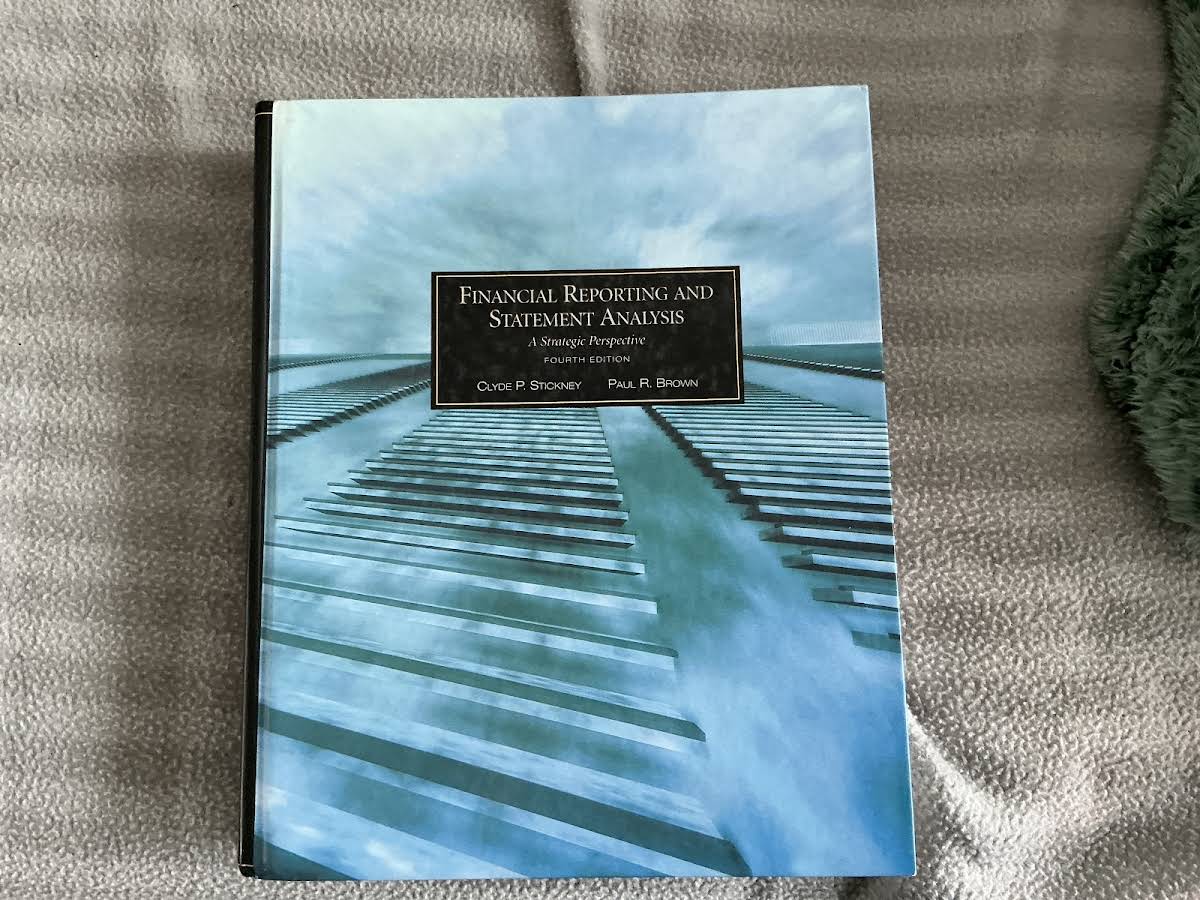 FINANCIAL REPORTING AND
STATEMENT ANALYSIS
A Strategic Perspective
FOURTH EDITION
CLYDE P. STICKNEY PAUL R. BROWN